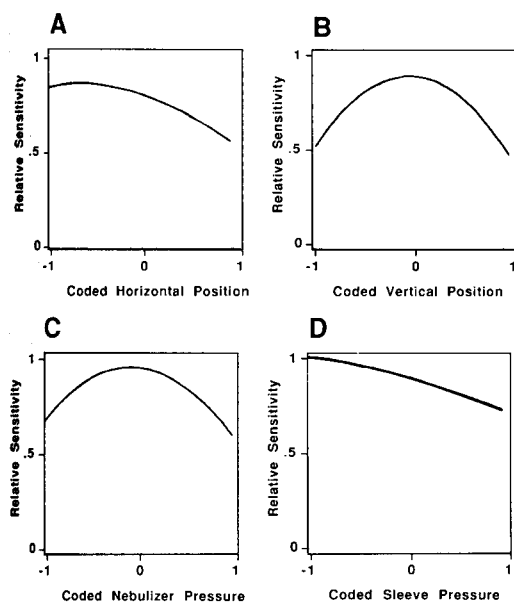 A
Relative Sensitivity
1
.5
0
-1 0 1
Coded Horizontal Position
B
Relative Sensitivity
1
.5
0
-1 0 1
Coded Vertical Position
C
Relative Sensitivity
1
.5
0
-1 0 1
Coded Nebulizer Pressure
D
Relative Sensitivity
1
.5
0
-1 0 1
Coded Sleeve Pressure